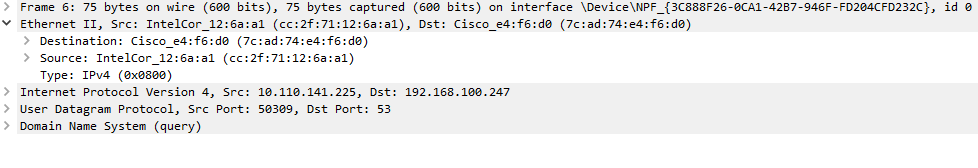 Frame 6: 75 bytes on wire (600 bits), 75 bytes captured (600 bits) on interface \Device\NPF_{3C888F26-0CA1-42B7-946F-FD204CFD232C}, id 0
Ethernet II, Src: IntelCor_12:6a:a1 (cc:2f:71:12:6a:a1), Dst: Cisco_e4:f6:d0 (7c:ad:74:e4:f6:d0)
Destination: Cisco_e4:f6:d0 (7c:ad:74:e4:f6:d0)
Source: IntelCor_12:6a:a1 (cc:2f:71:12:6a:a1)
Type: IPv4 (0x0800)
Internet Protocol Version 4, Src: 10.110.141.225, Dst: 192.168.100.247
User Datagram Protocol, Src Port: 50309, Dst Port: 53
Domain Name System (query)